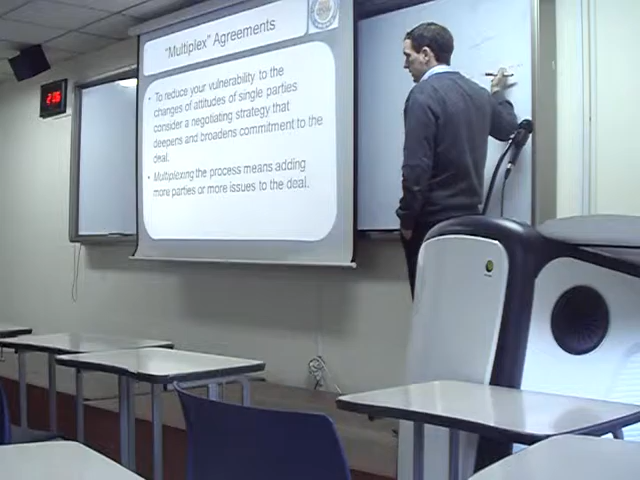 "Multiplex" Agreements
• To reduce your vulnerability to the
changes of attitudes of single parties
consider a negotiating strategy that
deepens and broadens commitment to the
deal.
• Multiplexing the process means adding
more parties or more issues to the deal.